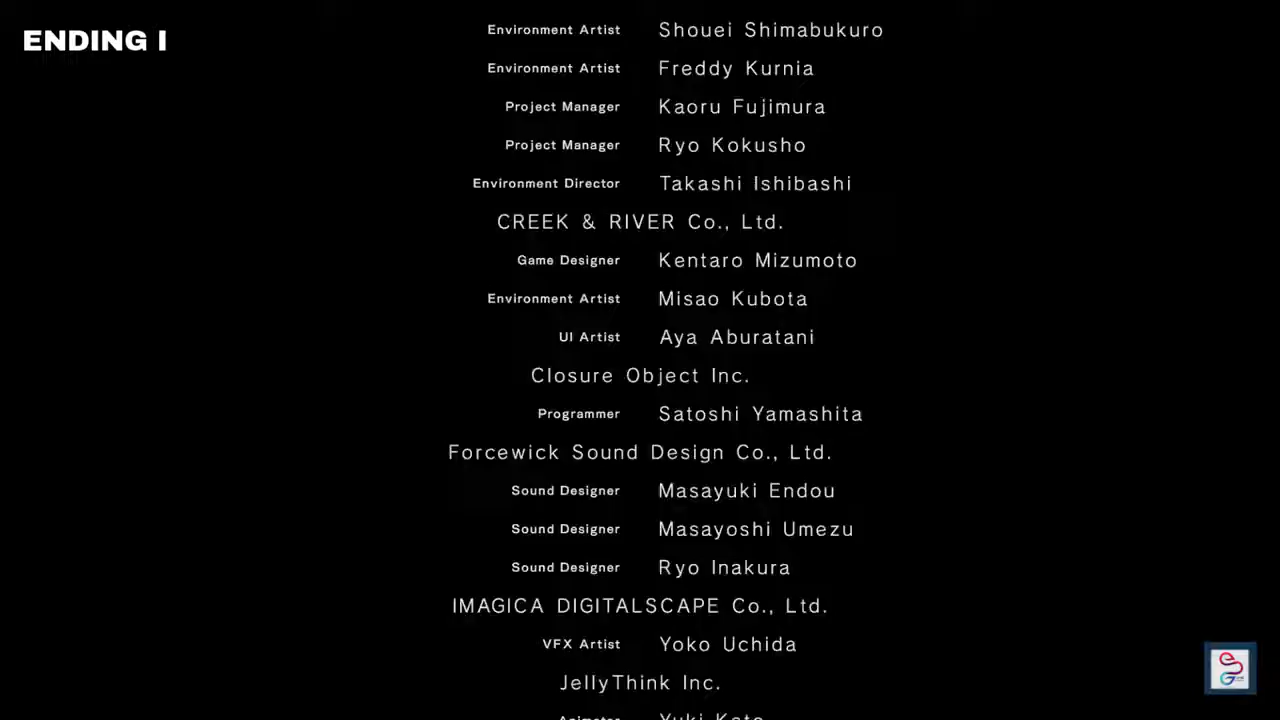 ENDING I
Environment Artist Shouei Shimabukuro
Environment Artist Freddy Kurnia
Project Manager Kaoru Fujimura
Project Manager Ryo Kokusho
Environment Director Takashi Ishibashi
CREEK & RIVER Co., Ltd.
Game Designer Kentaro Mizumoto
Environment Artist Misao Kubota
UI Artist Aya Aburatani
Closure Object Inc.
Programmer Satoshi Yamashita
Forcewick Sound Design Co., Ltd.
Sound Designer Masayuki Endou
Sound Designer Masayoshi Umezu
Sound Designer Ryo Inakura
IMAGICA DIGITALSCAPE Co., Ltd.
VFX Artist Yoko Uchida
JellyThink Inc.
Animator Yuki Kato